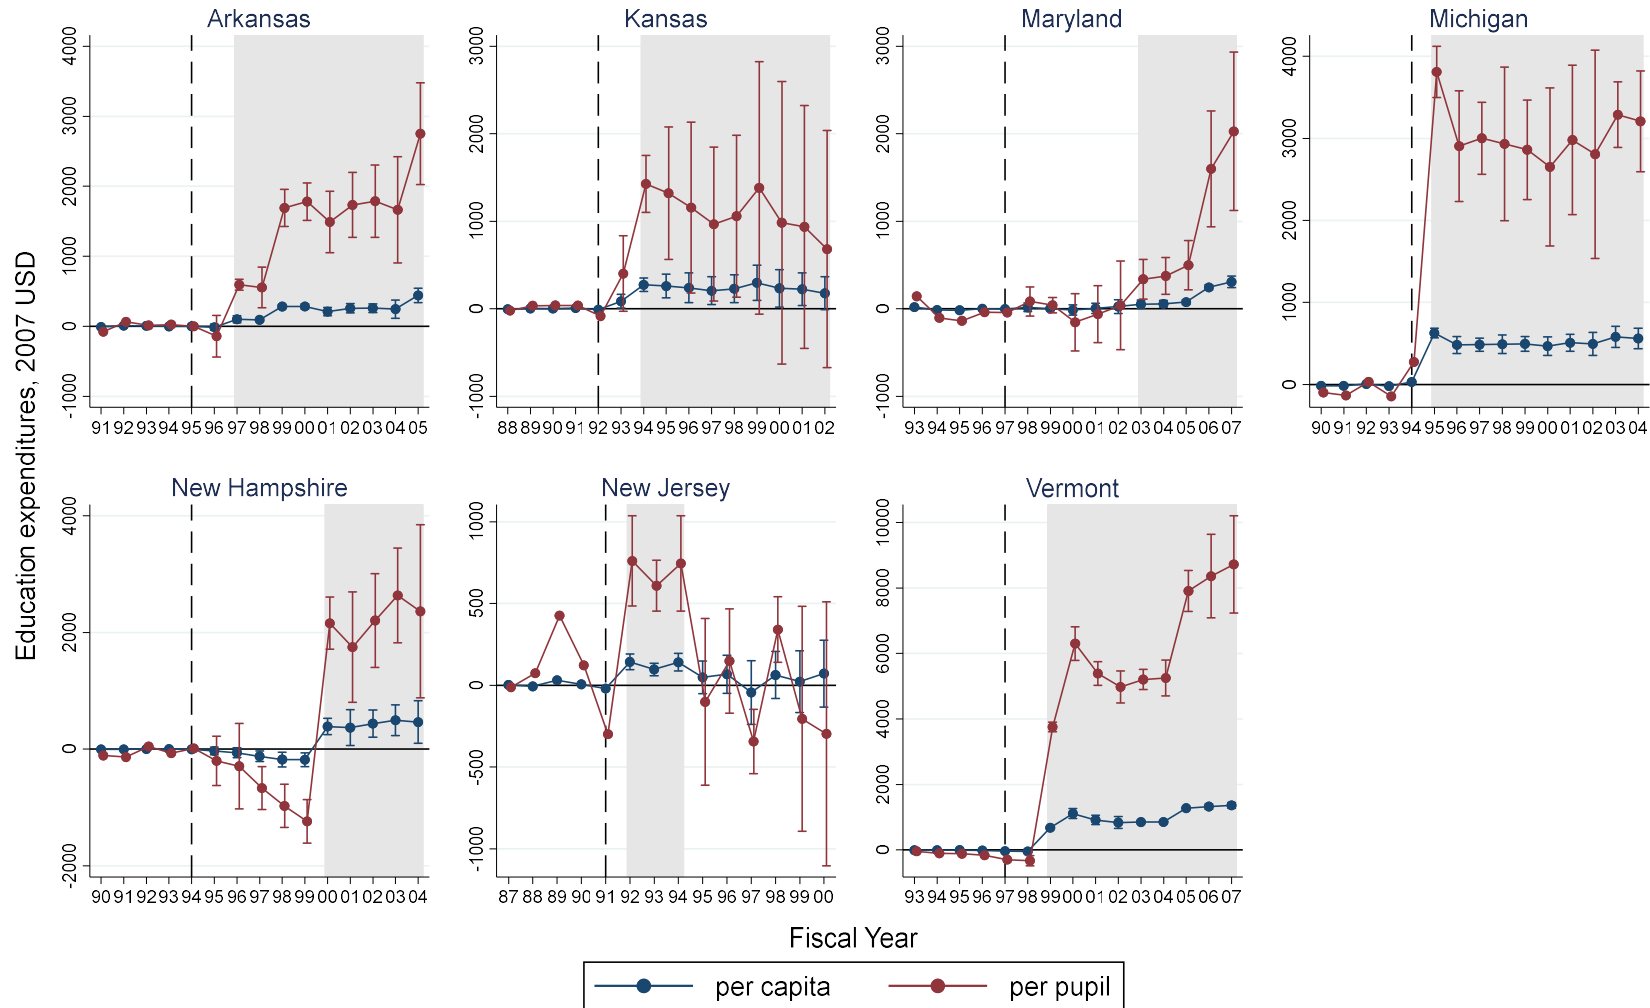 Arkansas
Kansas
Maryland
Michigan
Education expenditures, 2007 USD
4000
3000
2000
1000
0
-1000
91 92 93 94 95 96 97 98 99 00 01 02 03 04 05
3000
2000
1000
0
-1000
88 89 90 91 92 93 94 95 96 97 98 99 00 01 02
3000
2000
1000
0
-1000
93 94 95 96 97 98 99 00 01 02 03 04 05 06 07
4000
3000
2000
1000
0
90 91 92 93 94 95 96 97 98 99 00 01 02 03 04
New Hampshire
New Jersey
Vermont
4000
2000
0
-2000
90 91 92 93 94 95 96 97 98 99 00 01 02 03 04
1000
500
0
-500
-1000
87 88 89 90 91 92 93 94 95 96 97 98 99 00
10000
8000
6000
4000
2000
0
93 94 95 96 97 98 99 00 01 02 03 04 05 06 07
Fiscal Year
per capita
per pupil